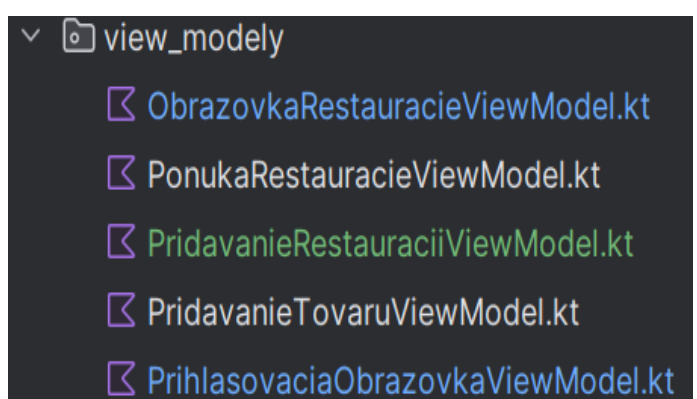 view_modely
ObrazovkaRestauracieViewModel.kt
PonukaRestauracieViewModel.kt
PridavanieRestauraciiViewModel.kt
PridavanieTovaruViewModel.kt
PrihlasovaciaObrazovkaViewModel.kt